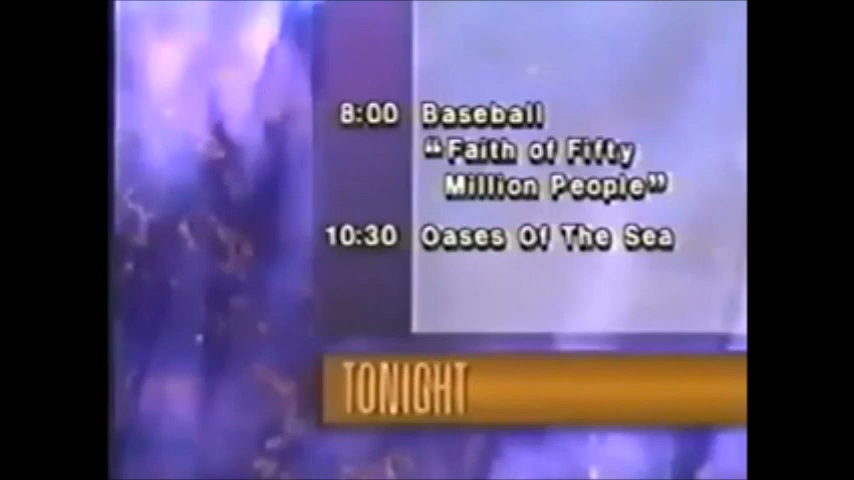 8:00 Baseball
“Faith of Fifty
Million People”
10:30 Oases Of The Sea
TONIGHT